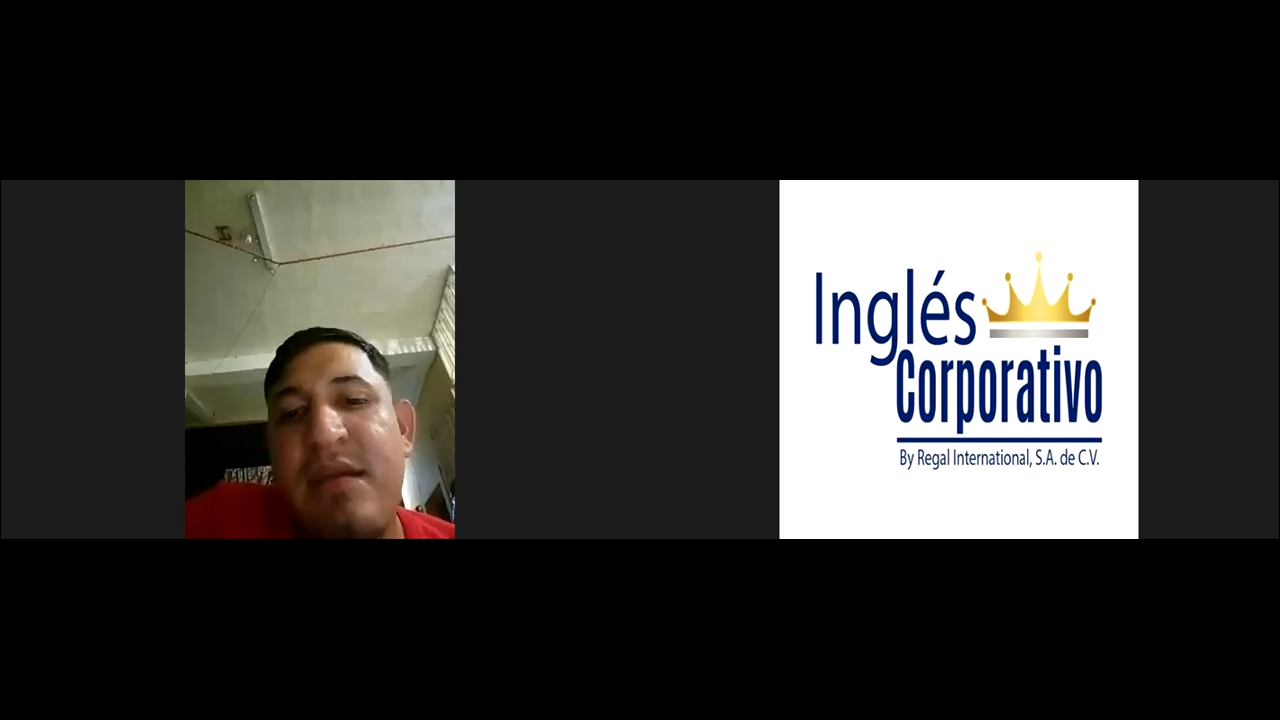 Inglés
Corporativo
By Regal International, S.A. de C.V.